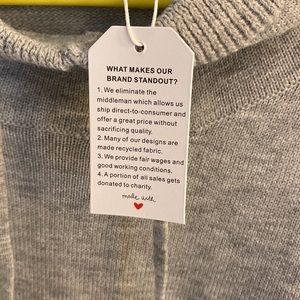 WHAT MAKES OUR
BRAND STANDOUT?
1. We eliminate the
middleman which allows us
ship direct-to-consumer and
offer a great price without
sacrificing quality.
2. Many of our designs are
made recycled fabric.
3. We provide fair wages and
good working conditions.
4. A portion of all sales gets
donated to charity.
made with